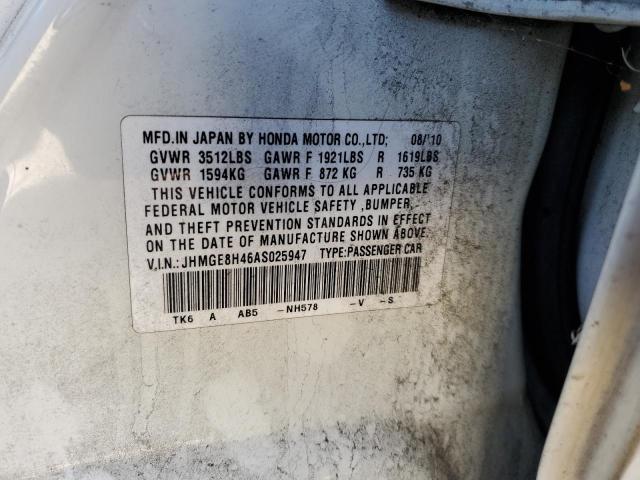 MFD.IN JAPAN BY HONDA MOTOR CO.,LTD; 08/'10
GVWR 3512LBS GAWR F 1921LBS R 1619LBS
GVWR 1594KG GAWR F 872 KG R 735 KG
THIS VEHICLE CONFORMS TO ALL APPLICABLE
FEDERAL MOTOR VEHICLE SAFETY ,BUMPER,
AND THEFT PREVENTION STANDARDS IN EFFECT
ON THE DATE OF MANUFACTURE SHOWN ABOVE.
V.I.N.:JHMGE8H46AS025947 TYPE:PASSENGER CAR
TK6 A AB5 -NH578 -V -S